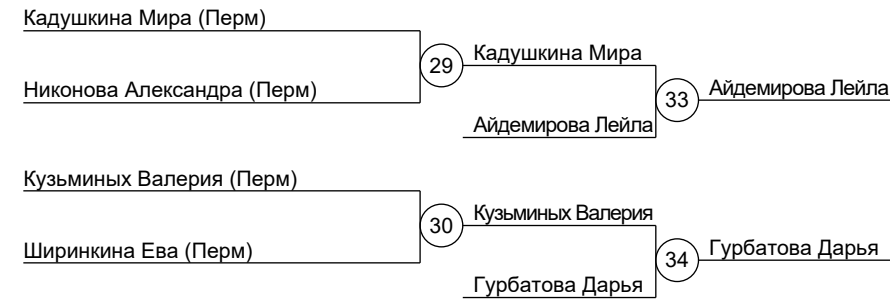 Кадушкина Мира (Перм)
29
Кадушкина Мира
Никонова Александра (Перм)
33
Айдемирова Лейла
Айдемирова Лейла
Кузьминых Валерия (Перм)
30
Кузьминых Валерия
Ширинкина Ева (Перм)
34
Гурбатова Дарья
Гурбатова Дарья